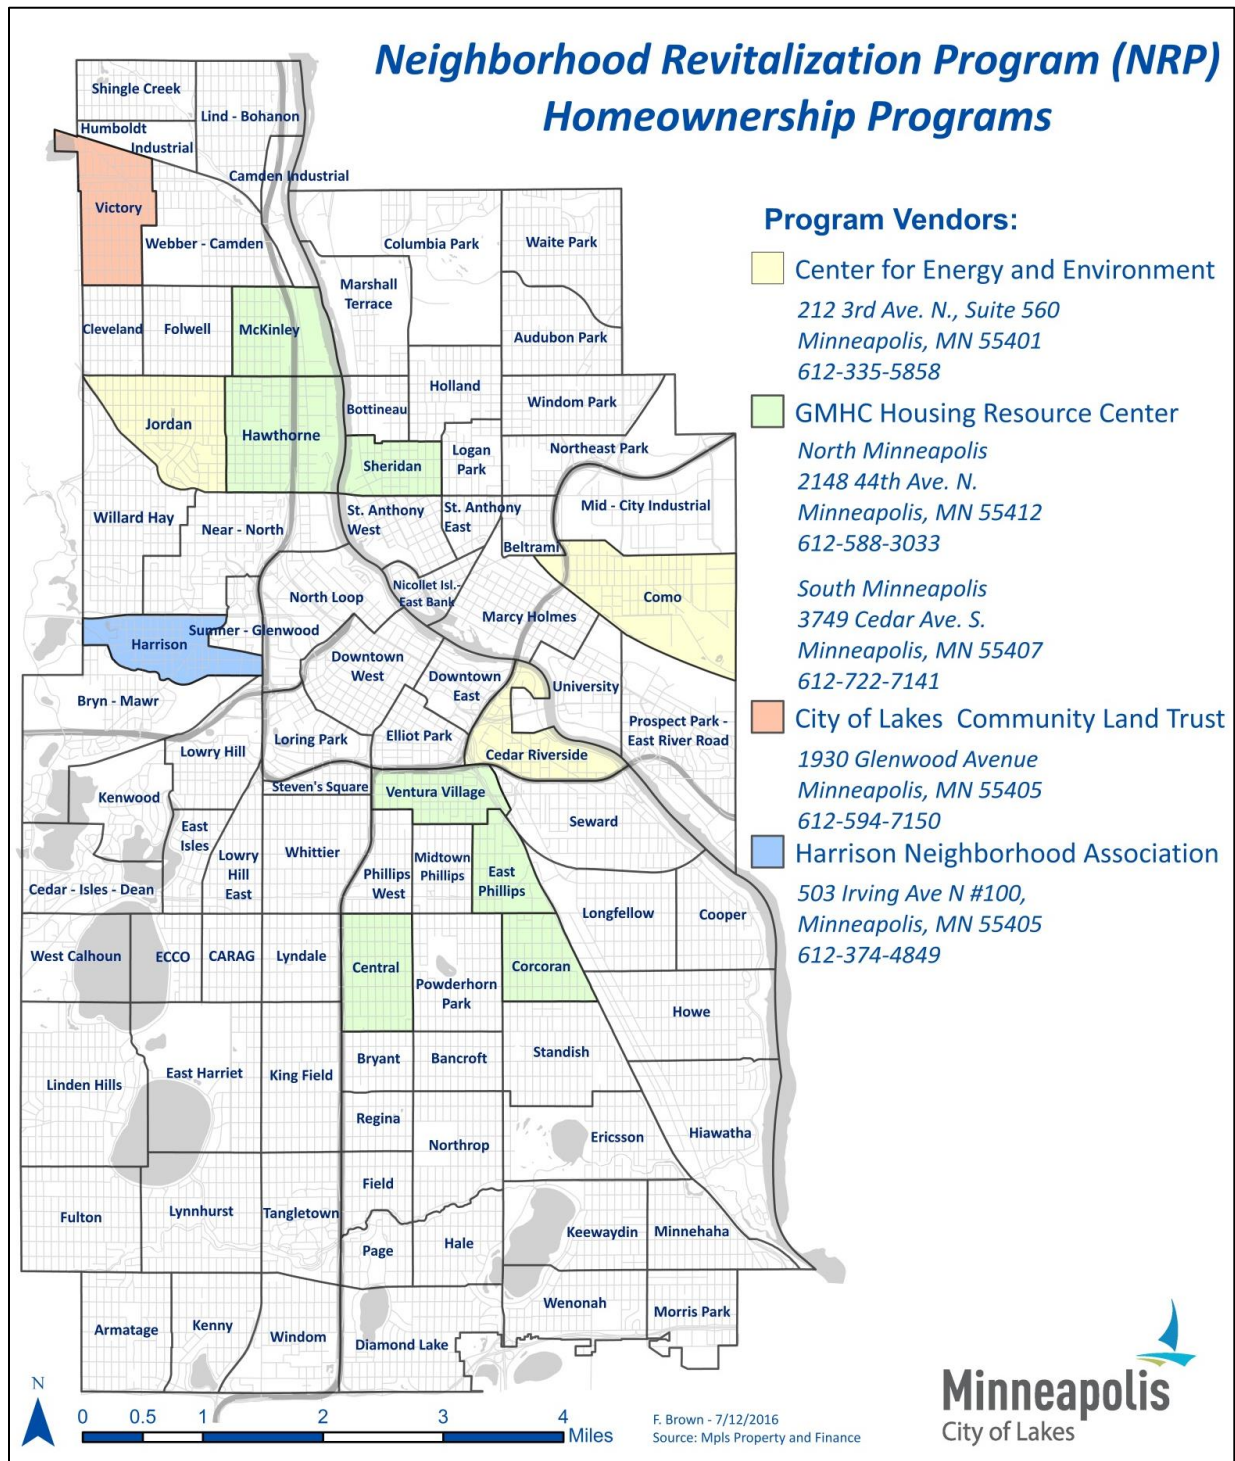 Neighborhood Revitalization Program (NRP)
Homeownership Programs
Program Vendors:
Center for Energy and Environment
212 3rd Ave. N., Suite 560
Minneapolis, MN 55401
612-335-5858
GMHC Housing Resource Center
North Minneapolis
2148 44th Ave. N.
Minneapolis, MN 55412
612-588-3033
South Minneapolis
3749 Cedar Ave. S.
Minneapolis, MN 55407
612-722-7141
City of Lakes Community Land Trust
1930 Glenwood Avenue
Minneapolis, MN 55405
612-594-7150
Harrison Neighborhood Association
503 Irving Ave N #100,
Minneapolis, MN 55405
612-374-4849
Shingle Creek
Lind - Bohanon
Humboldt
Industrial
Camden Industrial
Victory
Webber - Camden
Columbia Park
Waite Park
Marshall
Terrace
Cleveland
Folwell
McKinley
Audubon Park
Holland
Bottineau
Windom Park
Jordan
Hawthorne
Sheridan
Logan
Park
Northeast Park
Willard Hay
Near - North
St. Anthony
West
St. Anthony
East
Mid - City Industrial
Beltrami
North Loop
Nicollet Isl.-
East Bank
Marcy Holmes
Como
Harrison
Sumner - Glenwood
Downtown
West
Downtown
East
University
Bryn - Mawr
Prospect Park -
East River Road
Loring Park
Elliot Park
Cedar Riverside
Lowry Hill
Steven's Square
Ventura Village
Kenwood
East
Isles
Lowry
Hill
East
Whittier
Phillips
West
Midtown
Phillips
East
Phillips
Seward
Cedar - Isles - Dean
Longfellow
Cooper
West Calhoun
ECCO
CARAG
Lyndale
Central
Powderhorn
Park
Corcoran
Howe
Linden Hills
East Harriet
King Field
Bryant
Bancroft
Standish
Regina
Northrop
Ericsson
Hiawatha
Field
Fulton
Lynnhurst
Tangletown
Page
Hale
Keewaydin
Minnehaha
Armatage
Kenny
Windom
Diamond Lake
Wenonah
Morris Park
N
0 0.5 1 2 3 4
Miles
F. Brown - 7/12/2016
Source: Mpls Property and Finance
Minneapolis
City of Lakes